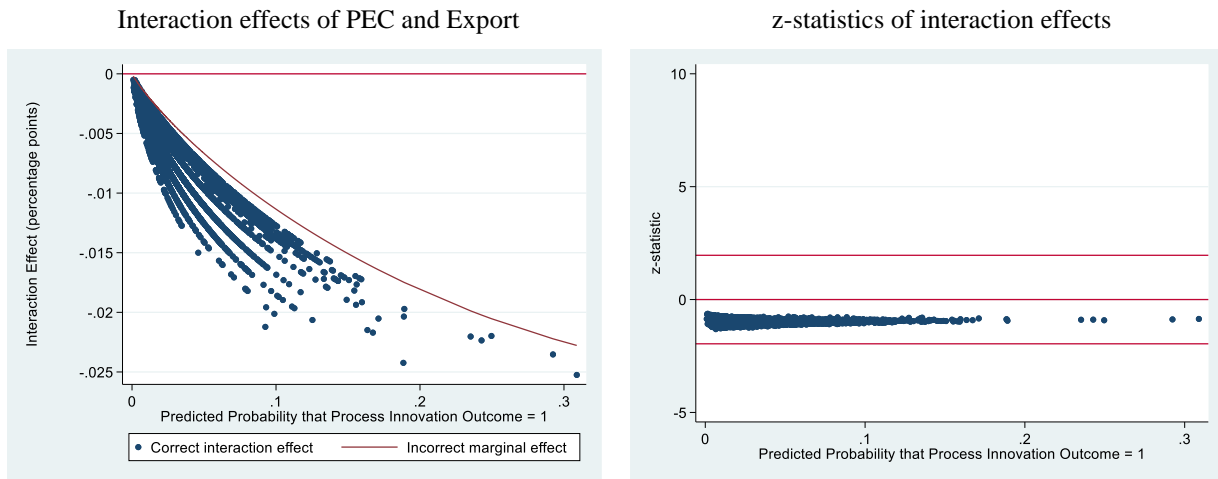 Interaction effects of PEC and Export
Interaction Effect (percentage points)
0
-.005
-.01
-.015
-.02
-.025
0
.1
.2
.3
Predicted Probability that Process Innovation Outcome = 1
Correct interaction effect
Incorrect marginal effect
z-statistics of interaction effects
z-statistic
10
5
0
-5
0
.1
.2
.3
Predicted Probability that Process Innovation Outcome = 1